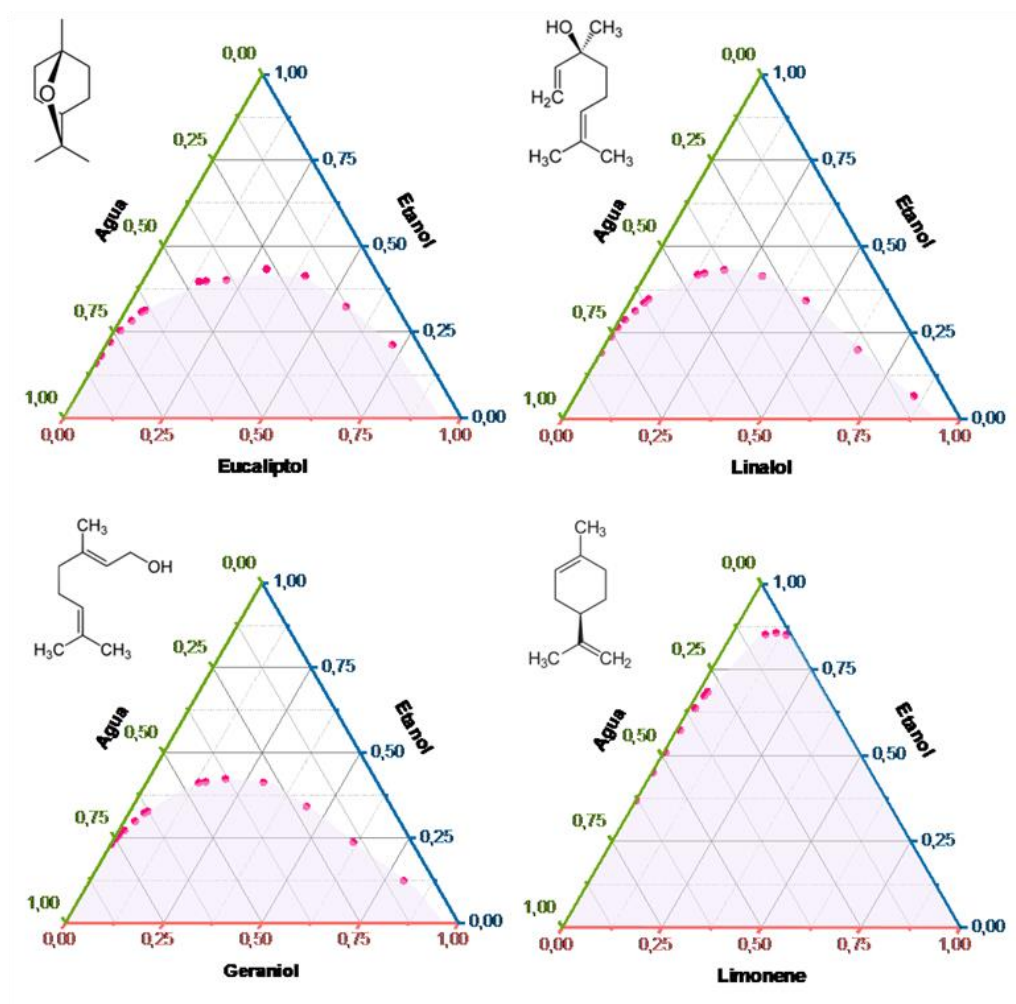 O
0,00
1,00
0,25
0,75
Agua
Etanol
0,50
0,50
0,75
0,25
1,00
0,00
0,00
0,25
0,50
0,75
1,00
Eucaliptol
HO
CH3
H2C
H3C
CH3
0,00
1,00
0,25
0,75
Agua
Etanol
0,50
0,50
0,75
0,25
1,00
0,00
0,00
0,25
0,50
0,75
1,00
Linalol
CH3
OH
H3C
CH3
0,00
1,00
0,25
0,75
Agua
Etanol
0,50
0,50
0,75
0,25
1,00
0,00
0,00
0,25
0,50
0,75
1,00
Geraniol
CH3
H3C
CH2
0,00
1,00
0,25
0,75
Agua
Etanol
0,50
0,50
0,75
0,25
1,00
0,00
0,00
0,25
0,50
0,75
1,00
Limonene